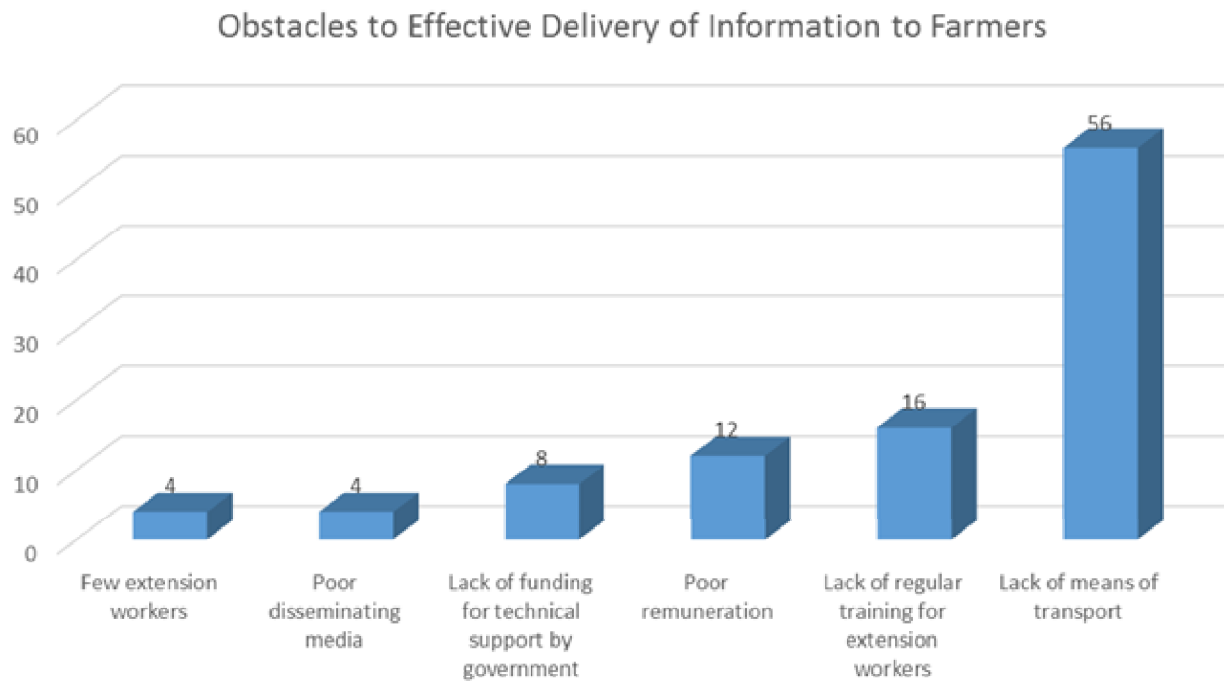 Obstacles to Effective Delivery of Information to Farmers
60
50
40
30
20
10
0
4
4
8
12
16
56
Few extension
workers
Poor
disseminating
media
Lack of funding
for technical
support by
government
Poor
remuneration
Lack of regular
training for
extension
workers
Lack of means of
transport